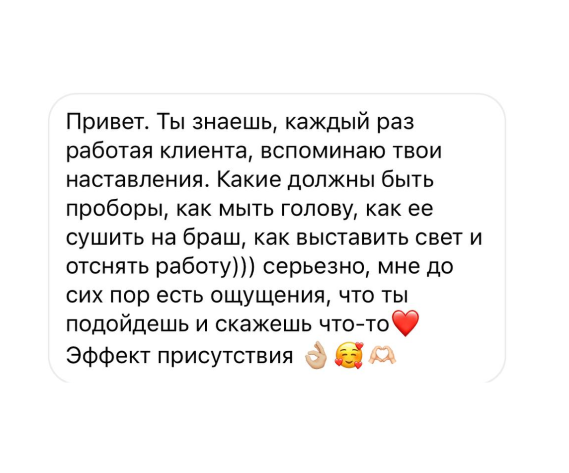 Привет. Ты знаешь, каждый раз
работая клиента, вспоминаю твои
наставления. Какие должны быть
проборы, как мыть голову, как ее
сушить на браш, как выставить свет и
отснять работу))) серьезно, мне до
сих пор есть ощущения, что ты
подойдешь и скажешь что-то❤️
Эффект присутствия 👌🏼🥰🫶🏼